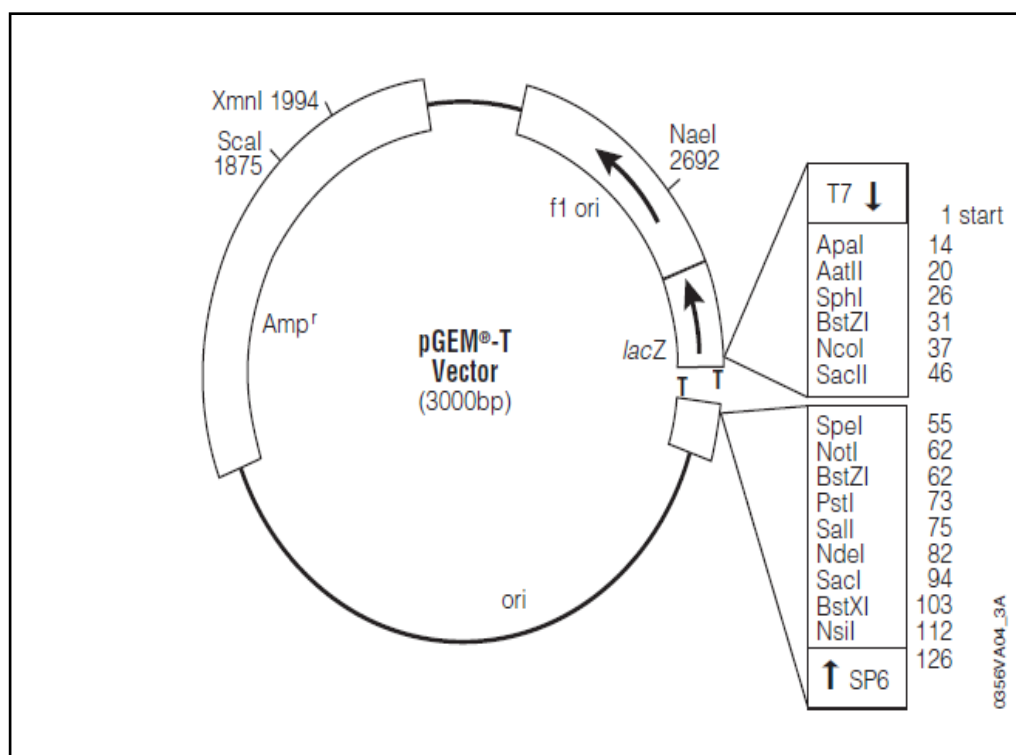 XmnI 1994
ScaI
1875
NaeI
2692
f1 ori
Ampʳ
pGEM®-T
Vector
(3000bp)
lacZ
T T
ori
T7 ↓
1 start
ApaI 14
AatII 20
SphI 26
BstZI 31
NcoI 37
SacII 46
SpeI 55
NotI 62
BstZI 62
PstI 73
SalI 75
NdeI 82
SacI 94
BstXI 103
NsiI 112
126
↑ SP6
0356VA04_3A